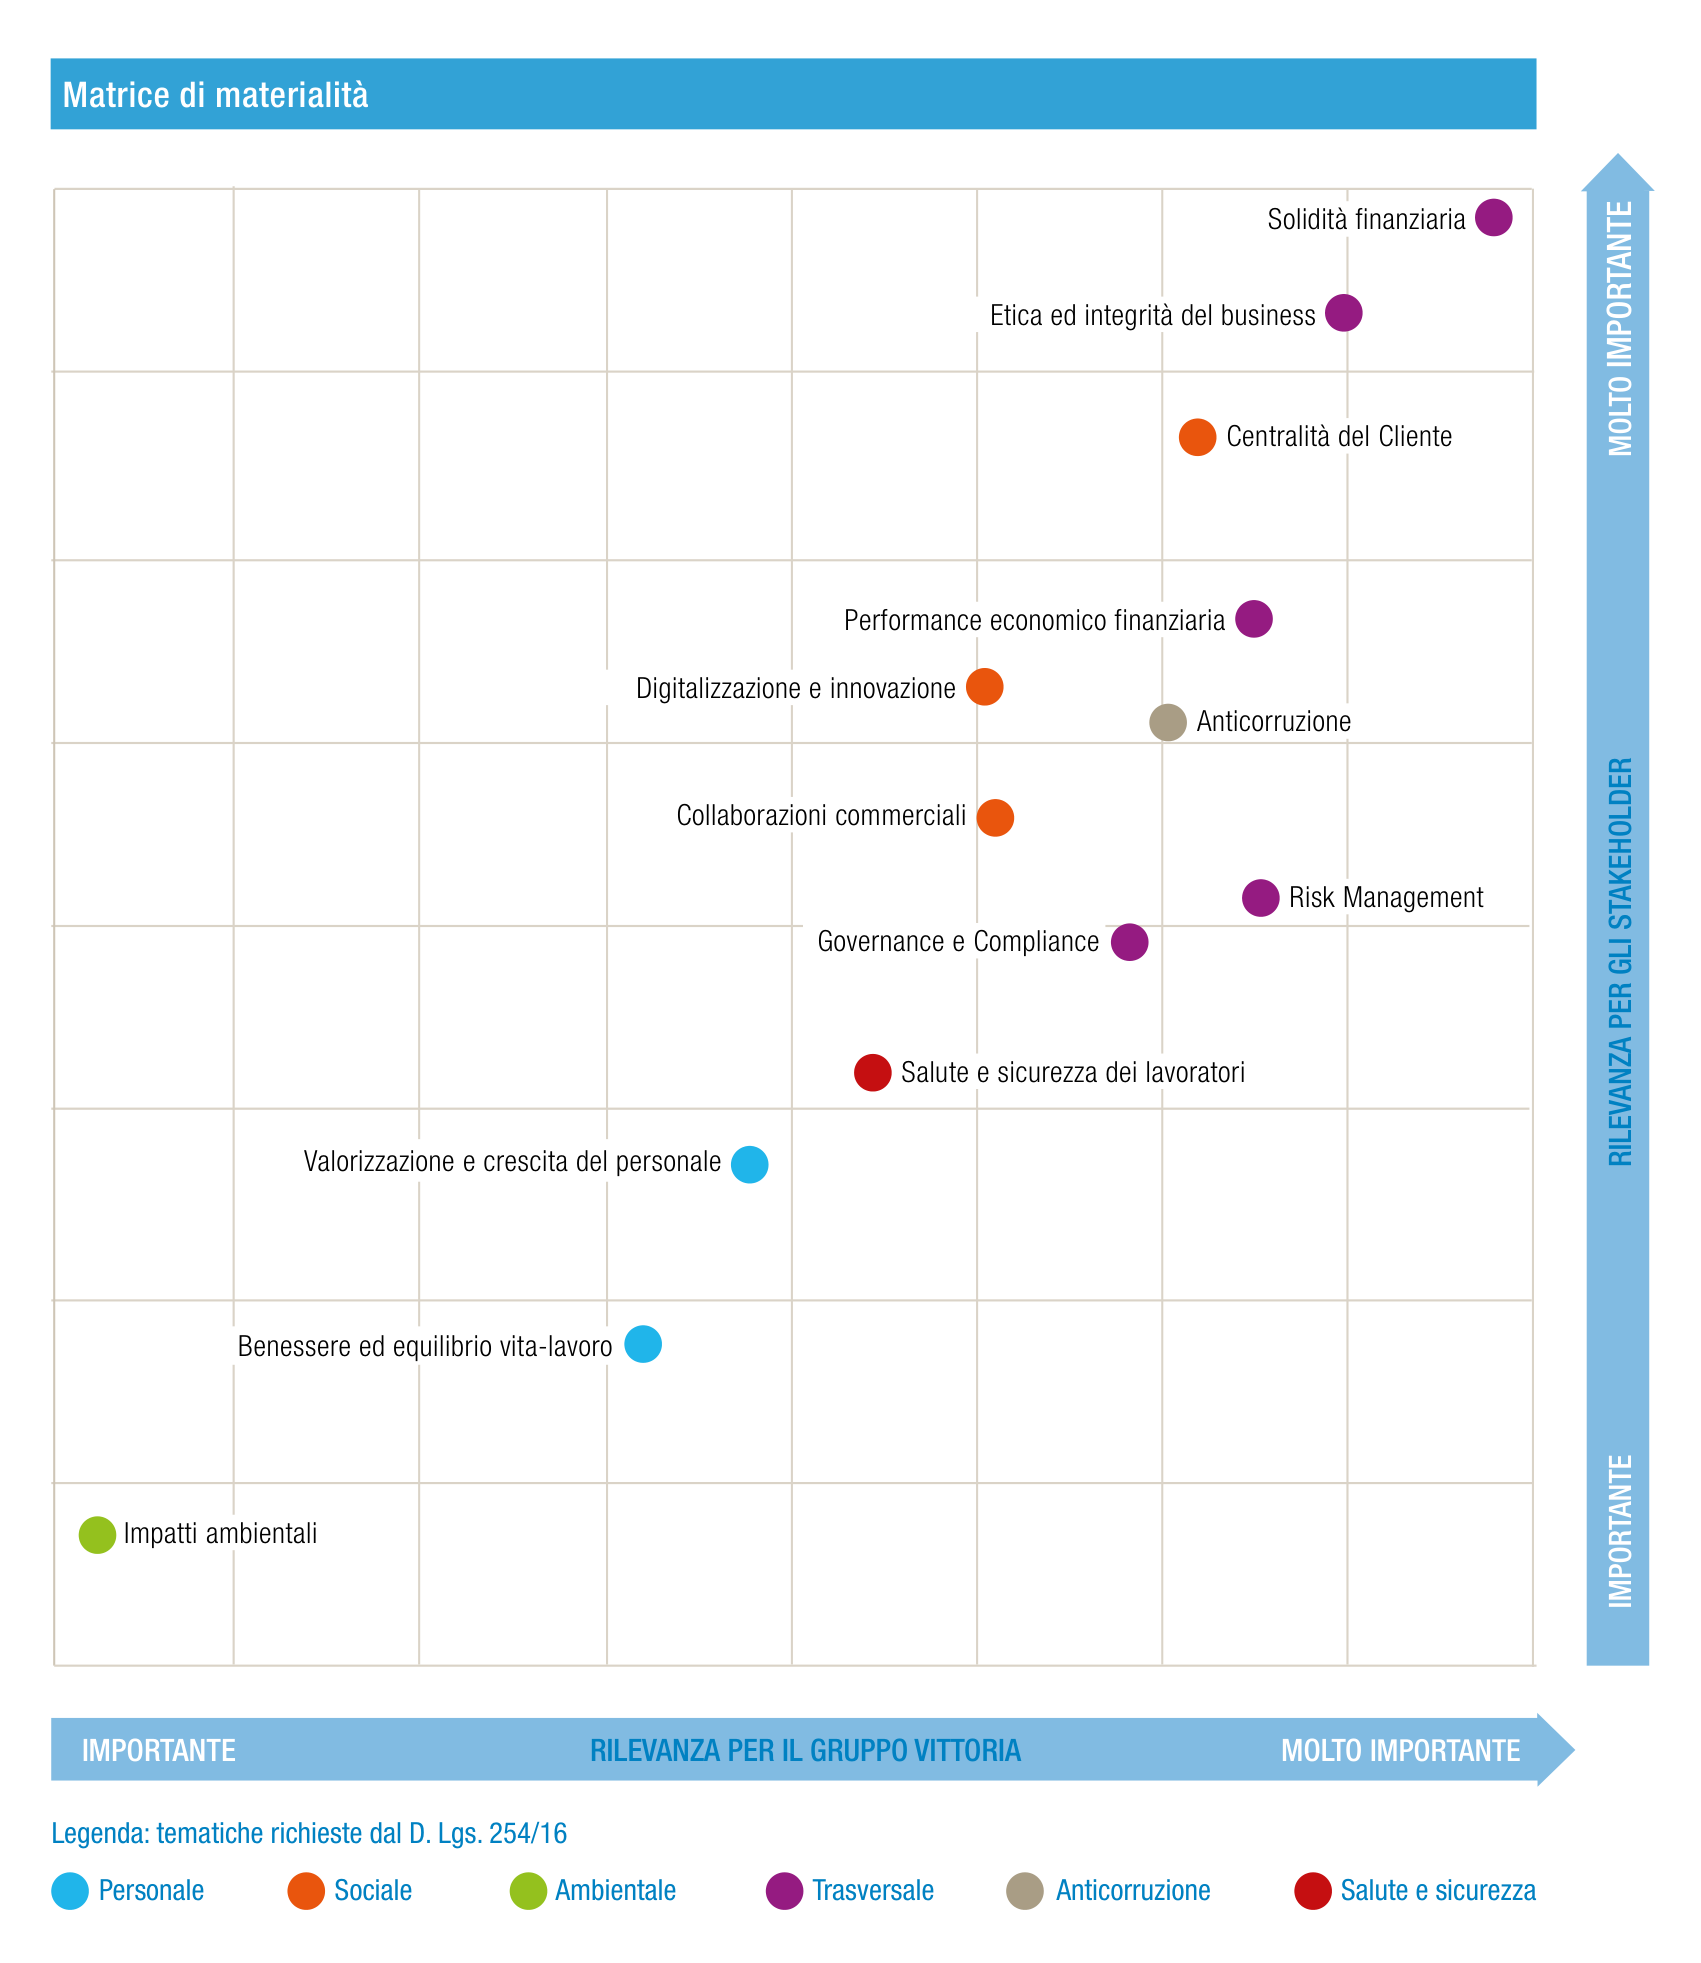 Matrice di materialità
Solidità finanziaria
Etica ed integrità del business
Centralità del Cliente
Performance economico finanziaria
Digitalizzazione e innovazione
Anticorruzione
Collaborazioni commerciali
Risk Management
Governance e Compliance
Salute e sicurezza dei lavoratori
Valorizzazione e crescita del personale
Benessere ed equilibrio vita-lavoro
Impatti ambientali
MOLTO IMPORTANTE
RILEVANZA PER GLI STAKEHOLDER
IMPORTANTE
IMPORTANTE
RILEVANZA PER IL GRUPPO VITTORIA
MOLTO IMPORTANTE
Legenda: tematiche richieste dal D. Lgs. 254/16
Personale
Sociale
Ambientale
Trasversale
Anticorruzione
Salute e sicurezza